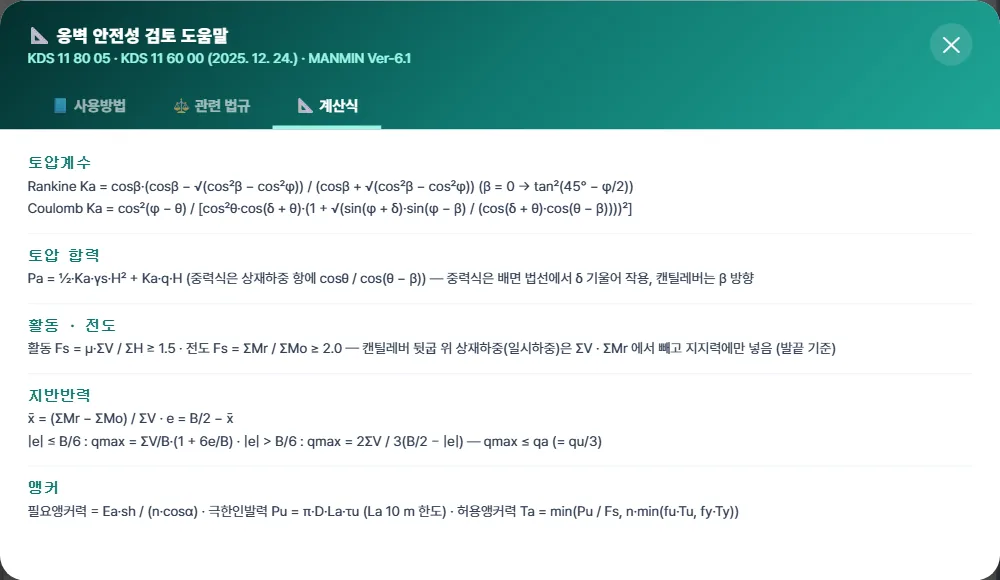 📐 옹벽 안전성 검토 도움말
KDS 11 80 05 · KDS 11 60 00 (2025. 12. 24.) · MANMIN Ver-6.1
📘 사용방법 ⚖️ 관련 법규 📐 계산식
토압계수
Rankine Ka = cosβ·(cosβ − √(cos²β − cos²φ)) / (cosβ + √(cos²β − cos²φ)) (β = 0 → tan²(45° − φ/2))
Coulomb Ka = cos²(φ − θ) / [cos²θ·cos(δ + θ)·(1 + √(sin(φ + δ)·sin(φ − β) / (cos(δ + θ)·cos(θ − β))))²]
토압 합력
Pa = ½·Ka·γs·H² + Ka·q·H (중력식은 상재하중 항에 cosθ / cos(θ − β)) — 중력식은 배면 법선에서 δ 기울어 작용, 캔틸레버는 β 방향
활동 · 전도
활동 Fs = μ·ΣV / ΣH ≥ 1.5 · 전도 Fs = ΣMr / ΣMo ≥ 2.0 — 캔틸레버 뒷굽 위 상재하중(일시하중)은 ΣV · ΣMr 에서 빼고 지지력에만 넣음 (발끝 기준)
지반반력
x̄ = (ΣMr − ΣMo) / ΣV · e = B/2 − x̄
|e| ≤ B/6 : qmax = ΣV/B·(1 + 6e/B) · |e| > B/6 : qmax = 2ΣV / 3(B/2 − |e|) — qmax ≤ qa (= qu/3)
앵커
필요앵커력 = Ea·sh / (n·cosα) · 극한인발력 Pu = π·D·La·τu (La 10 m 한도) · 허용앵커력 Ta = min(Pu / Fs, n·min(fu·Tu, fy·Ty))